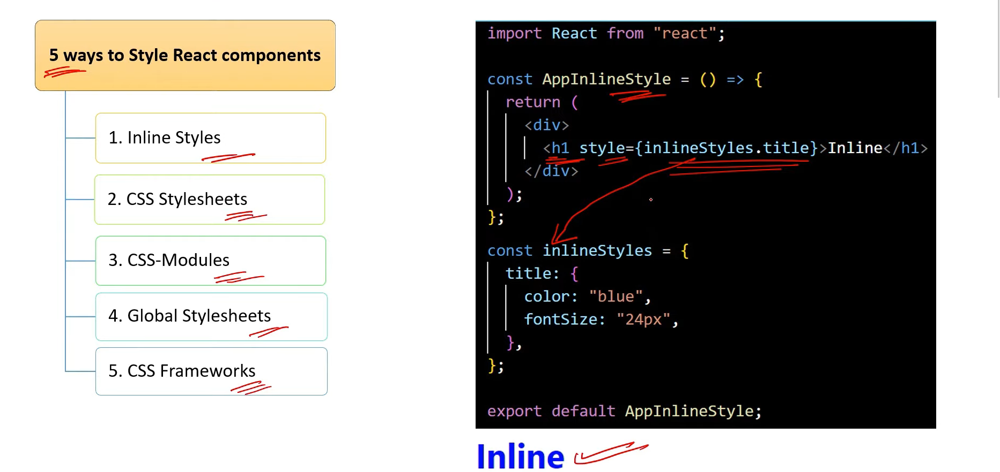 5 ways to Style React components
1. Inline Styles
2. CSS Stylesheets
3. CSS-Modules
4. Global Stylesheets
5. CSS Frameworks
import React from "react";
const AppInlineStyle = () => {
return (
<div>
<h1 style={inlineStyles.title}>Inline</h1>
</div>
);
};
const inlineStyles = {
title: {
color: "blue",
fontSize: "24px",
},
};
export default AppInlineStyle;
Inline